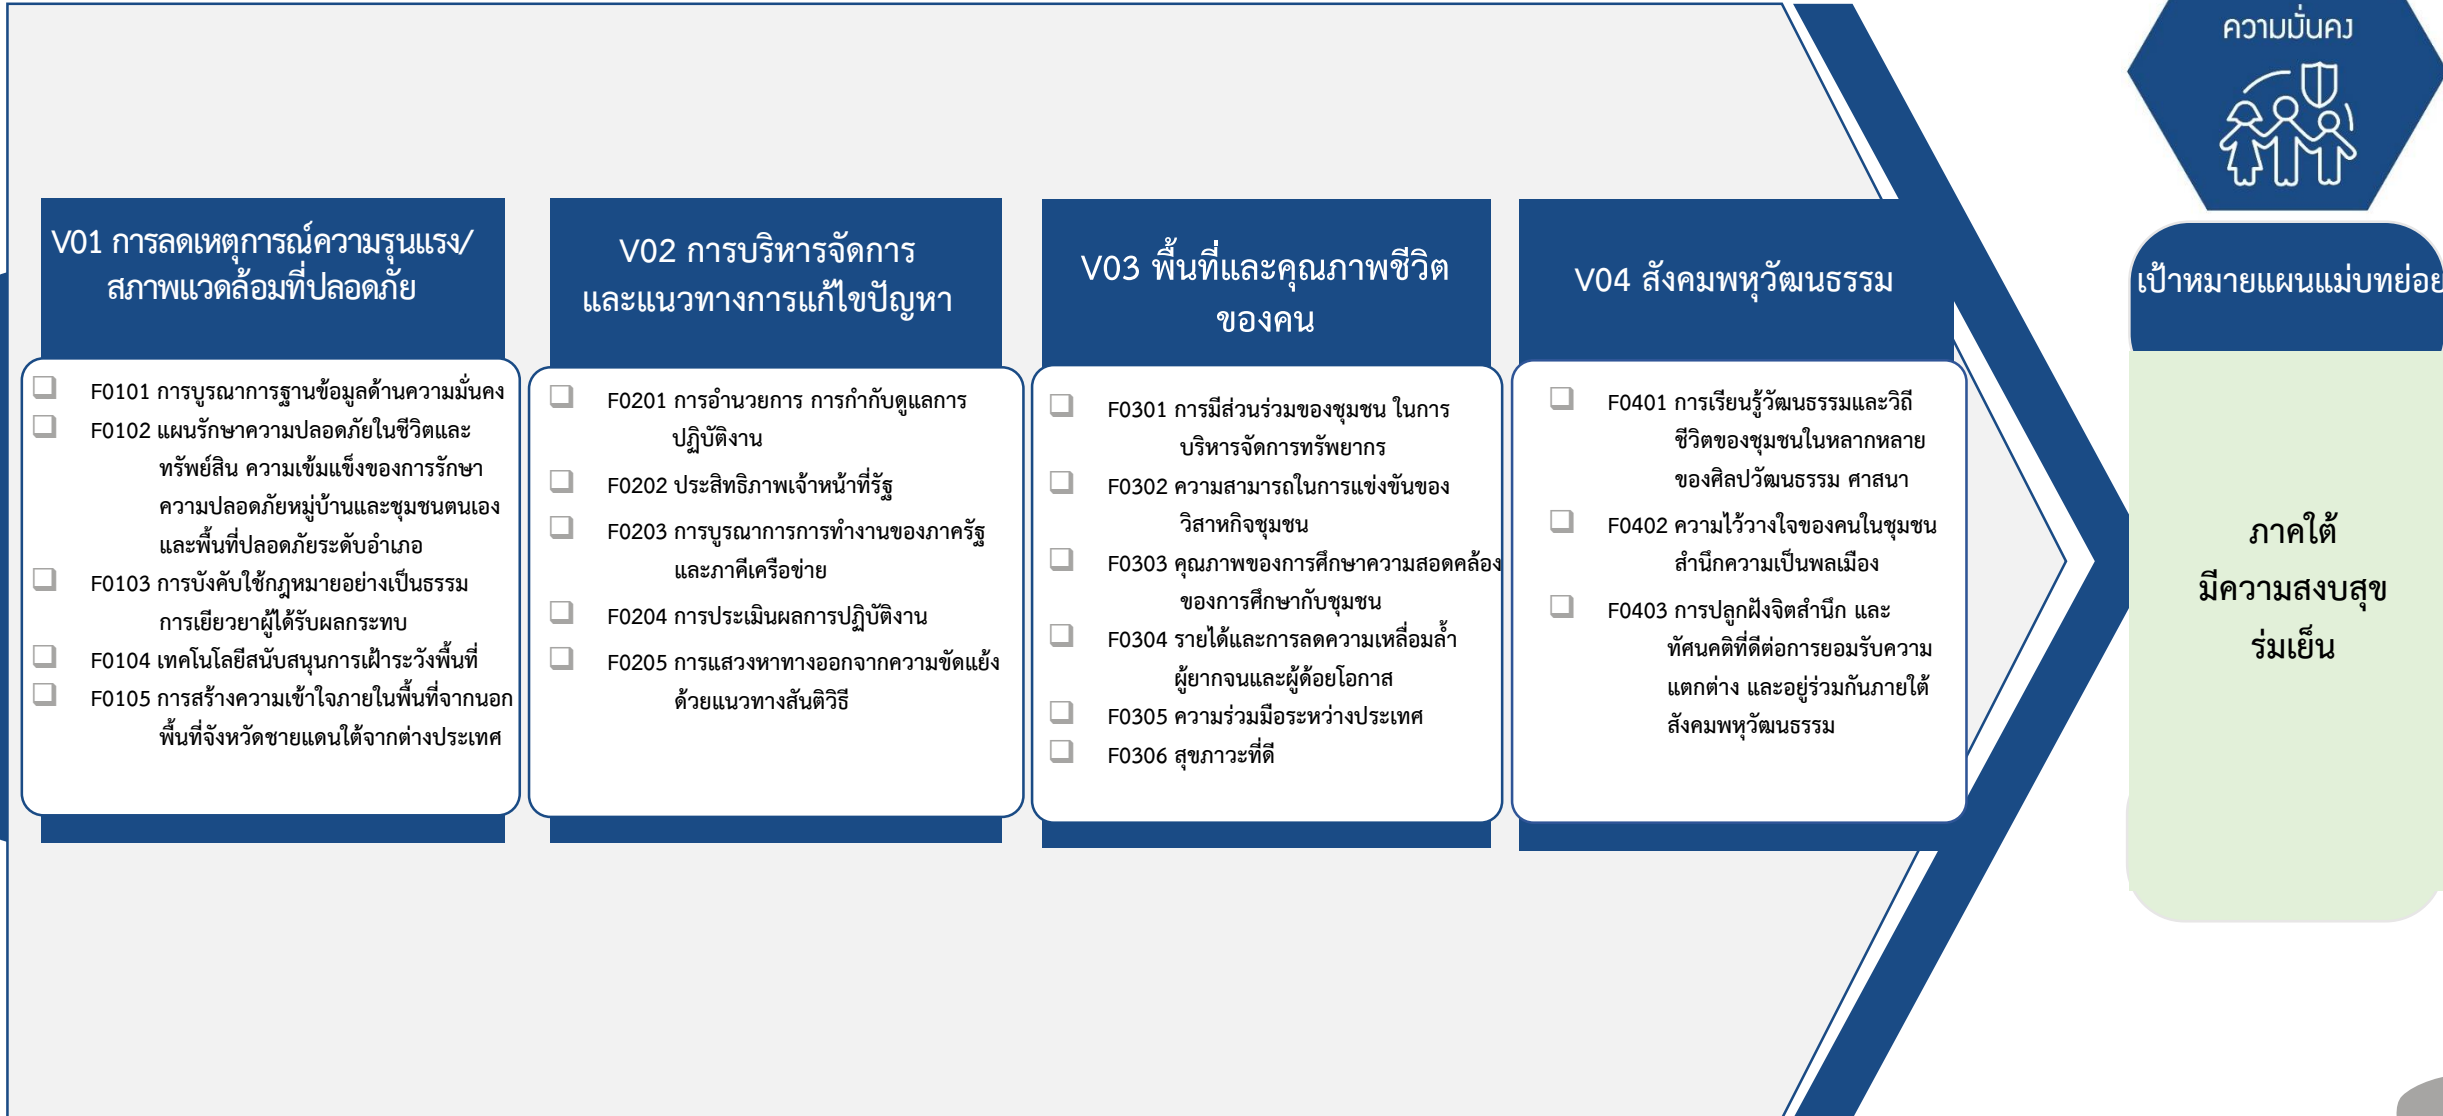 ความมั่นคง
V01 การลดเหตุการณ์ความรุนแรง/
สภาพแวดล้อมที่ปลอดภัย
F0101 การบูรณาการฐานข้อมูลด้านความมั่นคง
F0102 แผนรักษาความปลอดภัยในชีวิตและ
ทรัพย์สิน ความเข้มแข็งของการรักษา
ความปลอดภัยหมู่บ้านและชุมชนตนเอง
และพื้นที่ปลอดภัยระดับอำเภอ
F0103 การบังคับใช้กฎหมายอย่างเป็นธรรม
การเยียวยาผู้ได้รับผลกระทบ
F0104 เทคโนโลยีสนับสนุนการเฝ้าระวังพื้นที่
F0105 การสร้างความเข้าใจภายในพื้นที่จากนอก
พื้นที่จังหวัดชายแดนใต้จากต่างประเทศ
V02 การบริหารจัดการ
และแนวทางการแก้ไขปัญหา
F0201 การอำนวยการ การกำกับดูแลการ
ปฏิบัติงาน
F0202 ประสิทธิภาพเจ้าหน้าที่รัฐ
F0203 การบูรณาการการทำงานของภาครัฐ
และภาคีเครือข่าย
F0204 การประเมินผลการปฏิบัติงาน
F0205 การแสวงหาทางออกจากความขัดแย้ง
ด้วยแนวทางสันติวิธี
V03 พื้นที่และคุณภาพชีวิต
ของคน
F0301 การมีส่วนร่วมของชุมชน ในการ
บริหารจัดการทรัพยากร
F0302 ความสามารถในการแข่งขันของ
วิสาหกิจชุมชน
F0303 คุณภาพของการศึกษาความสอดคล้อง
ของการศึกษากับชุมชน
F0304 รายได้และการลดความเหลื่อมล้ำ
ผู้ยากจนและผู้ด้อยโอกาส
F0305 ความร่วมมือระหว่างประเทศ
F0306 สุขภาวะที่ดี
V04 สังคมพหุวัฒนธรรม
F0401 การเรียนรู้วัฒนธรรมและวิถี
ชีวิตของชุมชนในหลากหลาย
ของศิลปวัฒนธรรม ศาสนา
F0402 ความไว้วางใจของคนในชุมชน
สำนึกความเป็นพลเมือง
F0403 การปลูกฝังจิตสำนึก และ
ทัศนคติที่ดีต่อการยอมรับความ
แตกต่าง และอยู่ร่วมกันภายใต้
สังคมพหุวัฒนธรรม
เป้าหมายแผนแม่บทย่อย
ภาคใต้
มีความสงบสุข
ร่มเย็น